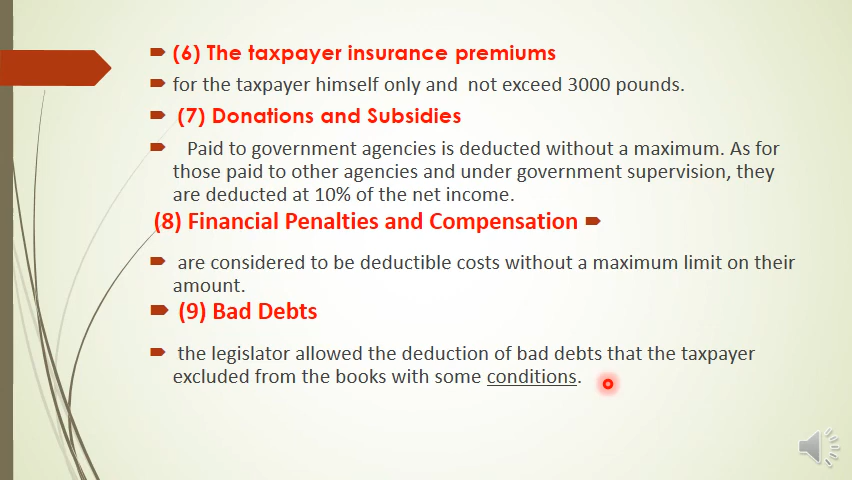 (6) The taxpayer insurance premiums
for the taxpayer himself only and not exceed 3000 pounds.
(7) Donations and Subsidies
Paid to government agencies is deducted without a maximum. As for
those paid to other agencies and under government supervision, they
are deducted at 10% of the net income.
(8) Financial Penalties and Compensation
are considered to be deductible costs without a maximum limit on their
amount.
(9) Bad Debts
the legislator allowed the deduction of bad debts that the taxpayer
excluded from the books with some conditions.